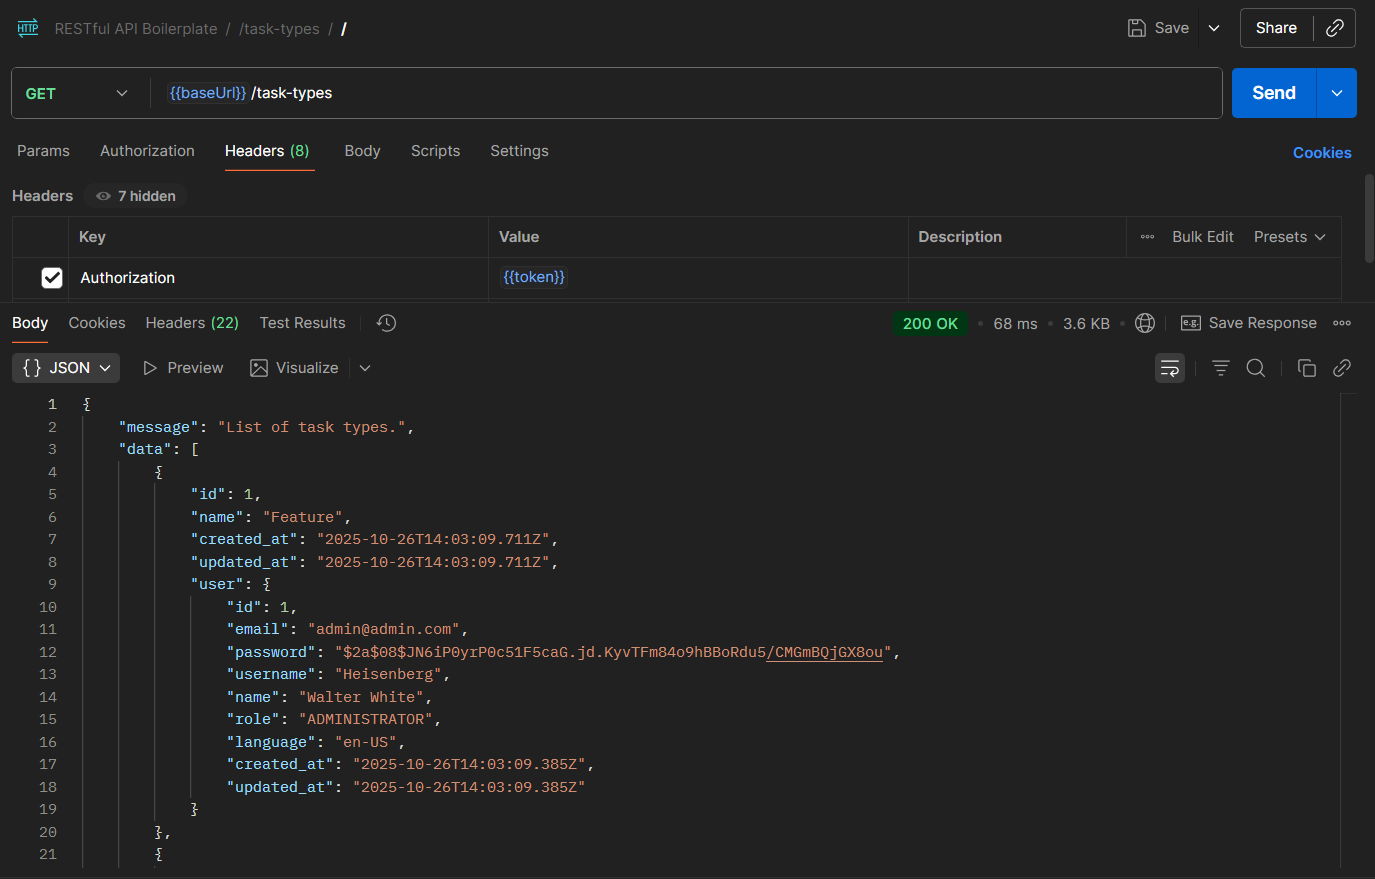 HTTP RESTful API Boilerplate / /task-types / /
Save
Share
GET {{baseUrl}} /task-types
Send
Params Authorization Headers (8) Body Scripts Settings
Cookies
Headers 7 hidden
Key Value Description Bulk Edit Presets
Authorization {{token}}
Body Cookies Headers (22) Test Results
200 OK 68 ms 3.6 KB e.g. Save Response
{} JSON Preview Visualize
1 {
2 "message": "List of task types.",
3 "data": [
4 {
5 "id": 1,
6 "name": "Feature",
7 "created_at": "2025-10-26T14:03:09.711Z",
8 "updated_at": "2025-10-26T14:03:09.711Z",
9 "user": {
10 "id": 1,
11 "email": "admin@admin.com",
12 "password": "$2a$08$JN6iP0yrP0c51F5caG.jd.KyvTFm84o9hBBoRdu5/CMGmBQjGX8ou",
13 "username": "Heisenberg",
14 "name": "Walter White",
15 "role": "ADMINISTRATOR",
16 "language": "en-US",
17 "created_at": "2025-10-26T14:03:09.385Z",
18 "updated_at": "2025-10-26T14:03:09.385Z"
19 }
20 },
21 {